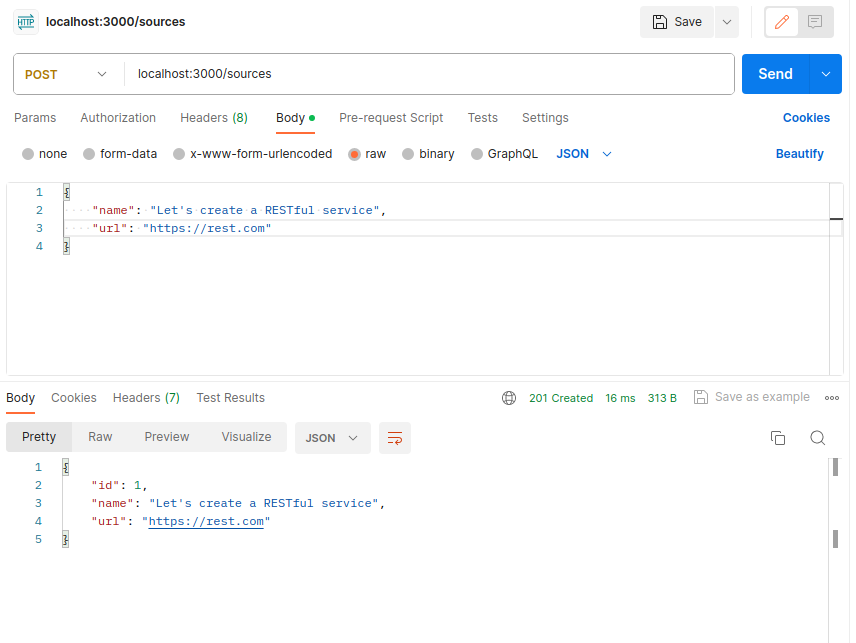 HTTP localhost:3000/sources Save
POST localhost:3000/sources Send
Params Authorization Headers (8) Body Pre-request Script Tests Settings Cookies
none form-data x-www-form-urlencoded raw binary GraphQL JSON Beautify
1 {
2 "name": "Let's create a RESTful service",
3 "url": "https://rest.com"
4 }
Body Cookies Headers (7) Test Results 201 Created 16 ms 313 B Save as example
Pretty Raw Preview Visualize JSON
1 {
2 "id": 1,
3 "name": "Let's create a RESTful service",
4 "url": "https://rest.com"
5 }